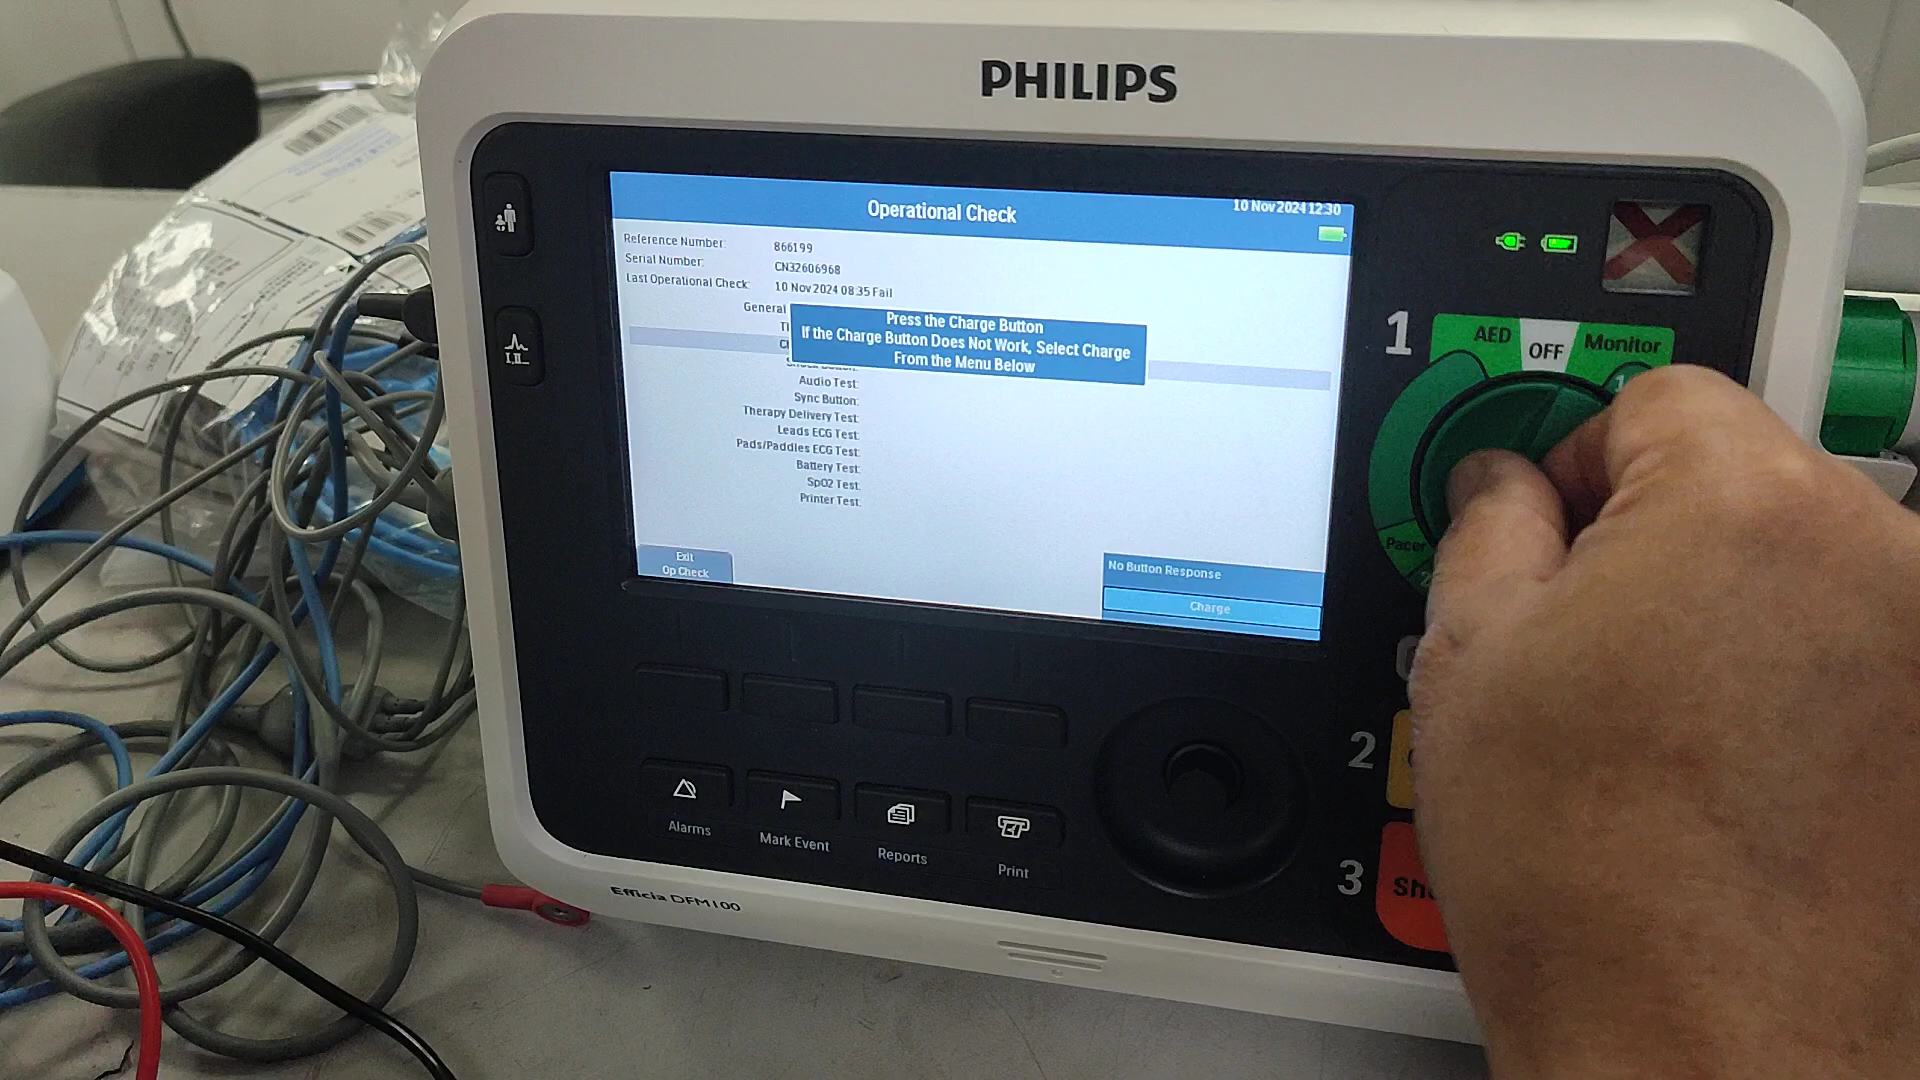 PHILIPS
Operational Check
10 Nov 2024 12:30
Reference Number: 866199
Serial Number: CN32606968
Last Operational Check: 10 Nov 2024 08:35 Fail
General
Press the Charge Button
If the Charge Button Does Not Work, Select Charge
From the Menu Below
Audio Test:
Sync Button:
Therapy Delivery Test:
Leads ECG Test:
Pads/Paddles ECG Test:
Battery Test:
SpO2 Test:
Printer Test:
Exit
Op Check
No Button Response
Charge
1
AED
OFF
Monitor
Pacer
2
3
Sh
I,II...
Alarms
Mark Event
Reports
Print
Efficia DFM100